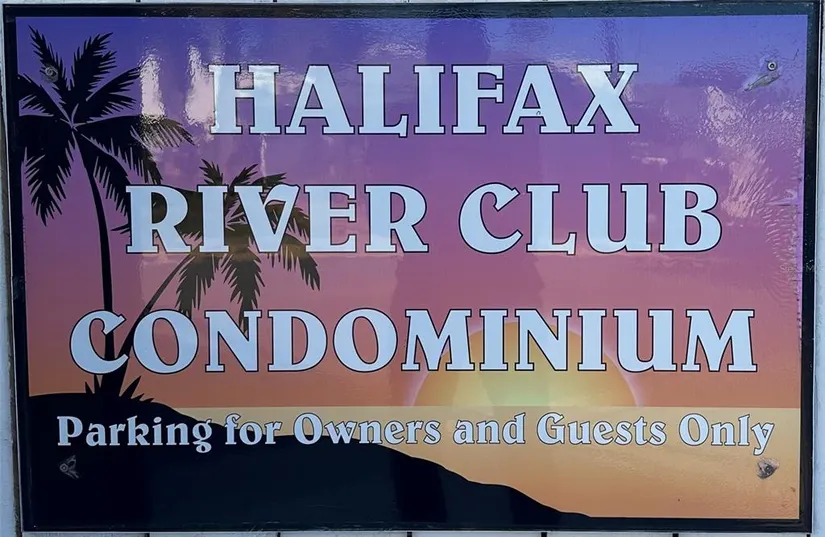 HALIFAX
RIVER CLUB
CONDOMINIUM
Parking for Owners and Guests Only